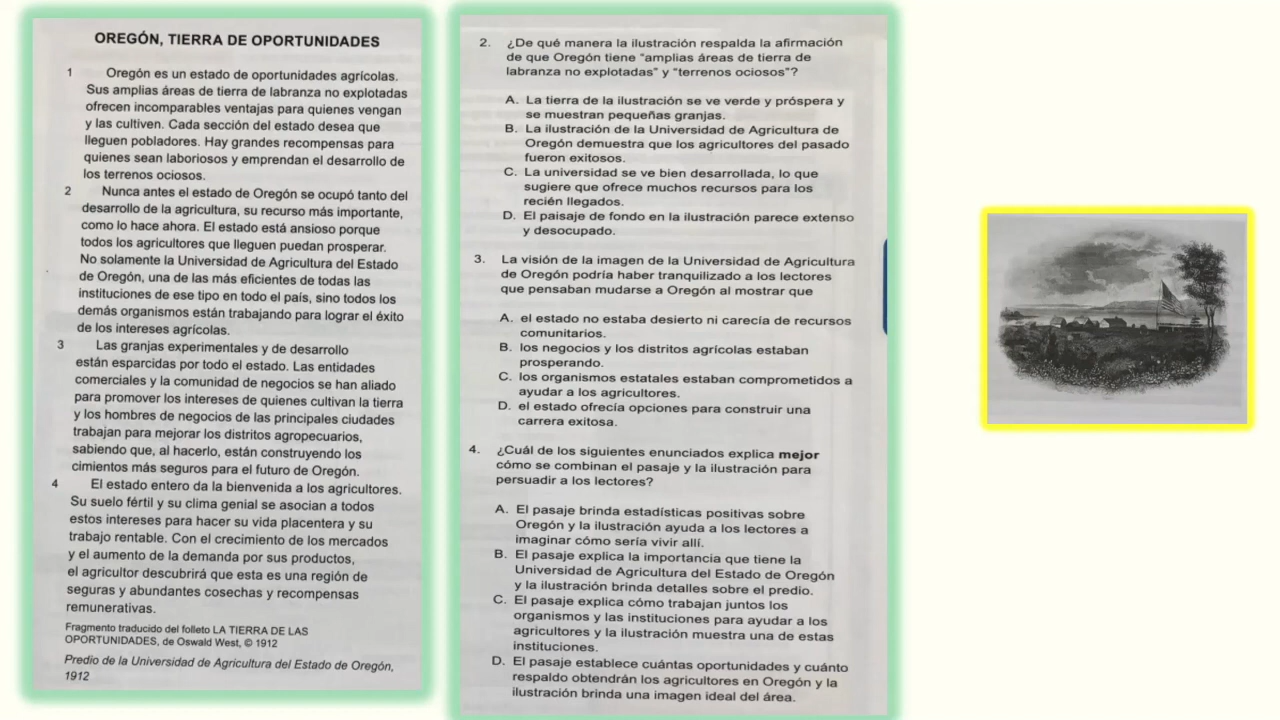 OREGÓN, TIERRA DE OPORTUNIDADES
1 Oregón es un estado de oportunidades agrícolas.
Sus amplias áreas de tierra de labranza no explotadas
ofrecen incomparables ventajas para quienes vengan
y las cultiven. Cada sección del estado desea que
lleguen pobladores. Hay grandes recompensas para
quienes sean laboriosos y emprendan el desarrollo de
los terrenos ociosos.
2 Nunca antes el estado de Oregón se ocupó tanto del
desarrollo de la agricultura, su recurso más importante,
como lo hace ahora. El estado está ansioso porque
todos los agricultores que lleguen puedan prosperar.
No solamente la Universidad de Agricultura del Estado
de Oregón, una de las más eficientes de todas las
instituciones de ese tipo en todo el país, sino todos los
demás organismos están trabajando para lograr el éxito
de los intereses agrícolas.
3 Las granjas experimentales y de desarrollo
están esparcidas por todo el estado. Las entidades
comerciales y la comunidad de negocios se han aliado
para promover los intereses de quienes cultivan la tierra
y los hombres de negocios de las principales ciudades
trabajan para mejorar los distritos agropecuarios,
sabiendo que, al hacerlo, están construyendo los
cimientos más seguros para el futuro de Oregón.
4 El estado entero da la bienvenida a los agricultores.
Su suelo fértil y su clima genial se asocian a todos
estos intereses para hacer su vida placentera y su
trabajo rentable. Con el crecimiento de los mercados
y el aumento de la demanda por sus productos,
el agricultor descubrirá que esta es una región de
seguras y abundantes cosechas y recompensas
remunerativas.
Fragmento traducido del folleto LA TIERRA DE LAS
OPORTUNIDADES, de Oswald West, © 1912
Predio de la Universidad de Agricultura del Estado de Oregón,
1912
2. ¿De qué manera la ilustración respalda la afirmación
de que Oregón tiene "amplias áreas de tierra de
labranza no explotadas" y "terrenos ociosos"?
A. La tierra de la ilustración se ve verde y próspera y
se muestran pequeñas granjas.
B. La ilustración de la Universidad de Agricultura de
Oregón demuestra que los agricultores del pasado
fueron exitosos.
C. La universidad se ve bien desarrollada, lo que
sugiere que ofrece muchos recursos para los
recién llegados.
D. El paisaje de fondo en la ilustración parece extenso
y desocupado.
3. La visión de la imagen de la Universidad de Agricultura
de Oregón podría haber tranquilizado a los lectores
que pensaban mudarse a Oregón al mostrar que
A. el estado no estaba desierto ni carecía de recursos
comunitarios.
B. los negocios y los distritos agrícolas estaban
prosperando.
C. los organismos estatales estaban comprometidos a
ayudar a los agricultores.
D. el estado ofrecía opciones para construir una
carrera exitosa.
4. ¿Cuál de los siguientes enunciados explica mejor
cómo se combinan el pasaje y la ilustración para
persuadir a los lectores?
A. El pasaje brinda estadísticas positivas sobre
Oregón y la ilustración ayuda a los lectores a
imaginar cómo sería vivir allí.
B. El pasaje explica la importancia que tiene la
Universidad de Agricultura del Estado de Oregón
y la ilustración brinda detalles sobre el predio.
C. El pasaje explica cómo trabajan juntos los
organismos y las instituciones para ayudar a los
agricultores y la ilustración muestra una de estas
instituciones.
D. El pasaje establece cuántas oportunidades y cuánto
respaldo obtendrán los agricultores en Oregón y la
ilustración brinda una imagen ideal del área.